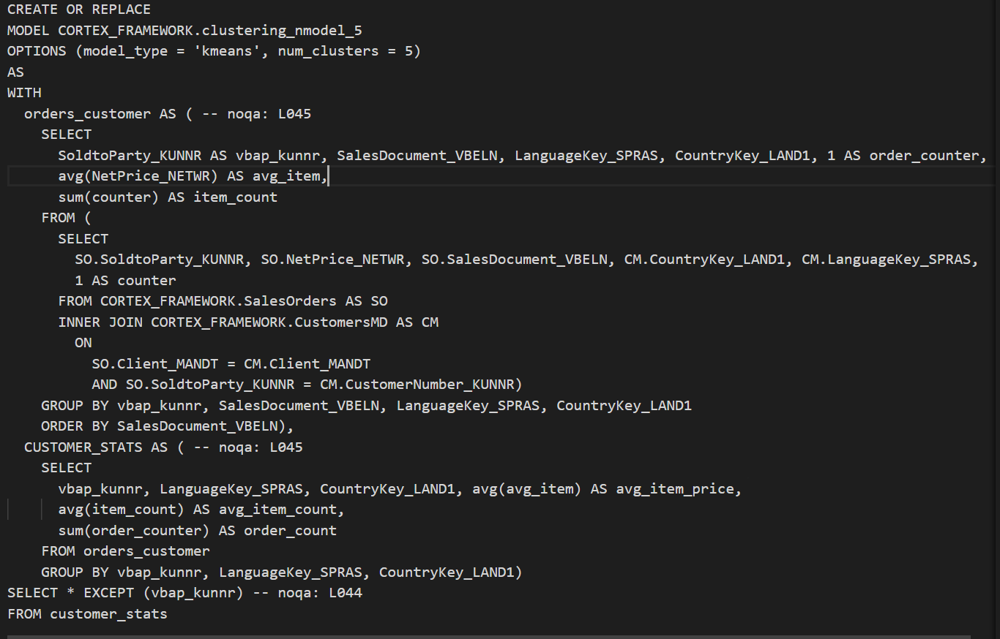 CREATE OR REPLACE
MODEL CORTEX_FRAMEWORK.clustering_nmodel_5
OPTIONS (model_type = 'kmeans', num_clusters = 5)
AS
WITH
  orders_customer AS ( -- noqa: L045
    SELECT
      SoldtoParty_KUNNR AS vbap_kunnr, SalesDocument_VBELN, LanguageKey_SPRAS, CountryKey_LAND1, 1 AS order_counter,
      avg(NetPrice_NETWR) AS avg_item,
      sum(counter) AS item_count
    FROM (
      SELECT
        SO.SoldtoParty_KUNNR, SO.NetPrice_NETWR, SO.SalesDocument_VBELN, CM.CountryKey_LAND1, CM.LanguageKey_SPRAS,
        1 AS counter
      FROM CORTEX_FRAMEWORK.SalesOrders AS SO
      INNER JOIN CORTEX_FRAMEWORK.CustomersMD AS CM
        ON
          SO.Client_MANDT = CM.Client_MANDT
          AND SO.SoldtoParty_KUNNR = CM.CustomerNumber_KUNNR)
    GROUP BY vbap_kunnr, SalesDocument_VBELN, LanguageKey_SPRAS, CountryKey_LAND1
    ORDER BY SalesDocument_VBELN),
  CUSTOMER_STATS AS ( -- noqa: L045
    SELECT
      vbap_kunnr, LanguageKey_SPRAS, CountryKey_LAND1, avg(avg_item) AS avg_item_price,
      avg(item_count) AS avg_item_count,
      sum(order_counter) AS order_count
    FROM orders_customer
    GROUP BY vbap_kunnr, LanguageKey_SPRAS, CountryKey_LAND1)
SELECT * EXCEPT (vbap_kunnr) -- noqa: L044
FROM customer_stats